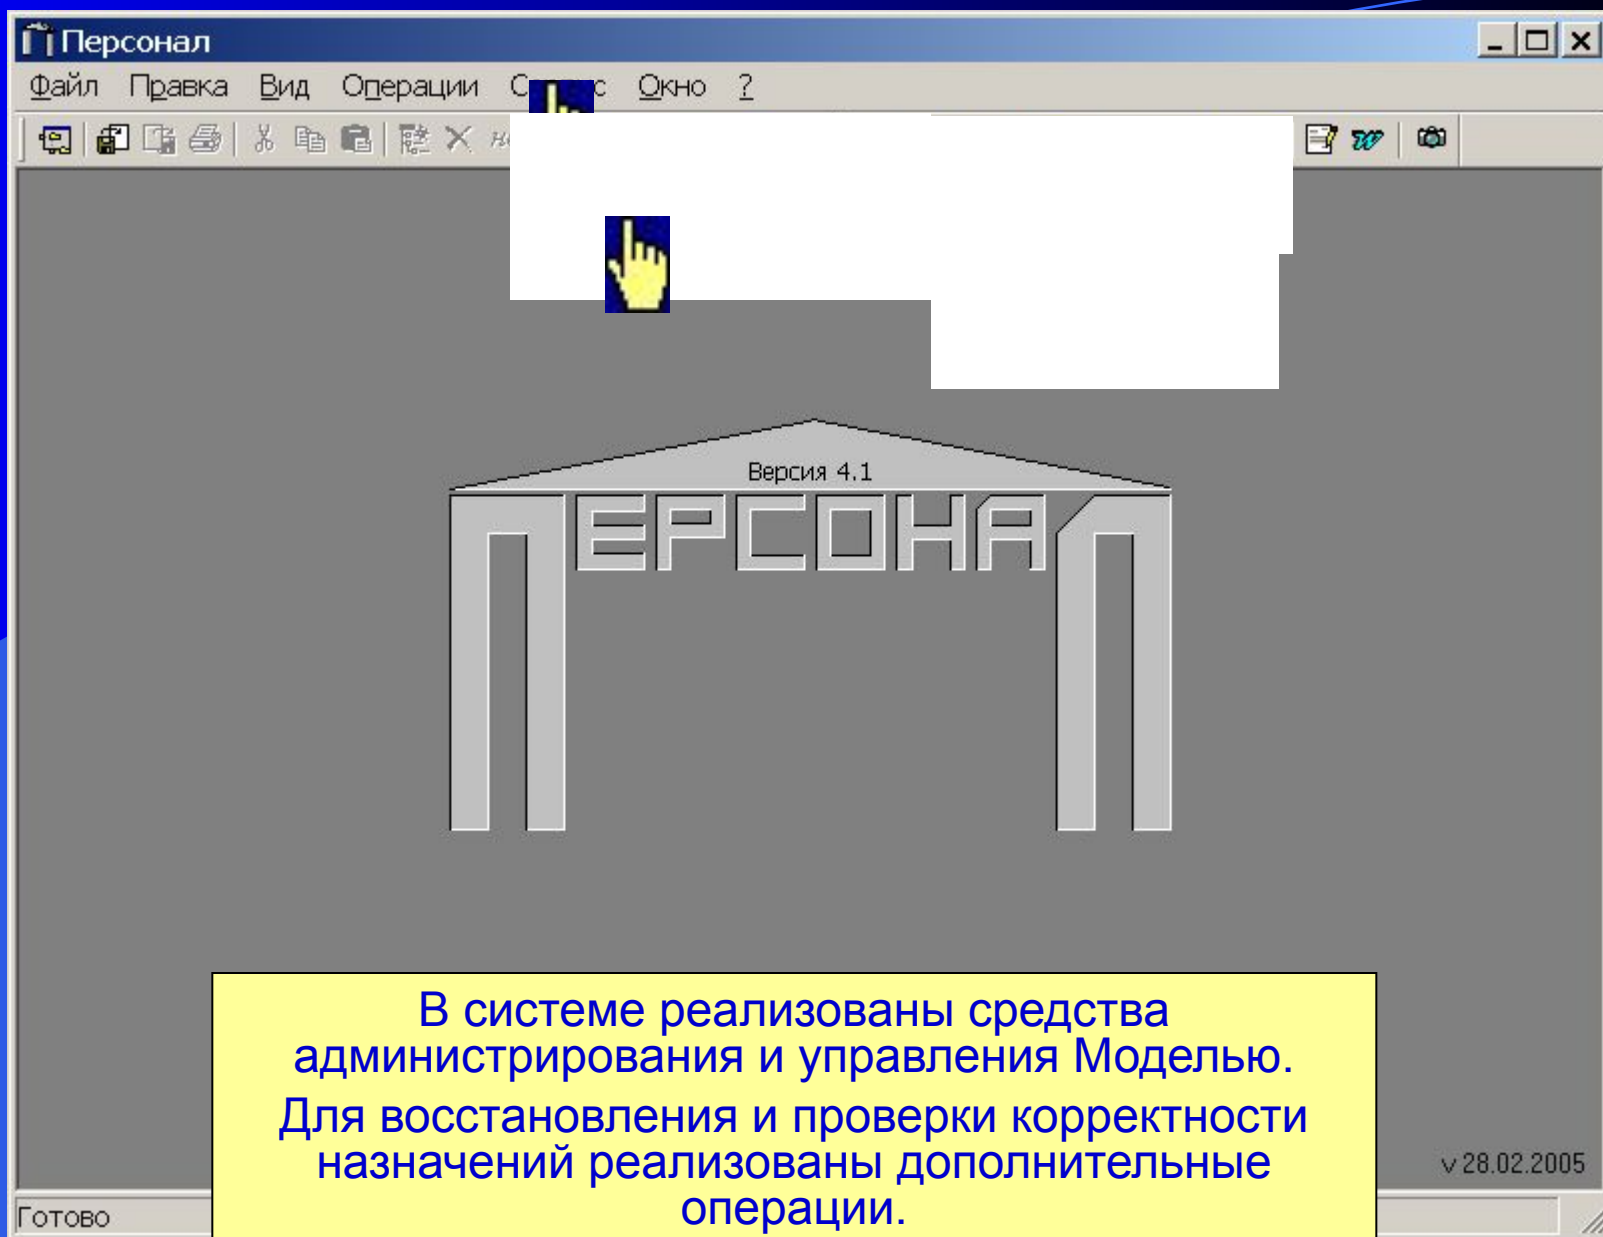 Персонал
Файл Правка Вид Операции Окно ?
Версия 4.1
ПЕРСОНАЛ
В системе реализованы средства
администрирования и управления Моделью.
Для восстановления и проверки корректности
назначений реализованы дополнительные
операции.
v 28.02.2005
Готово